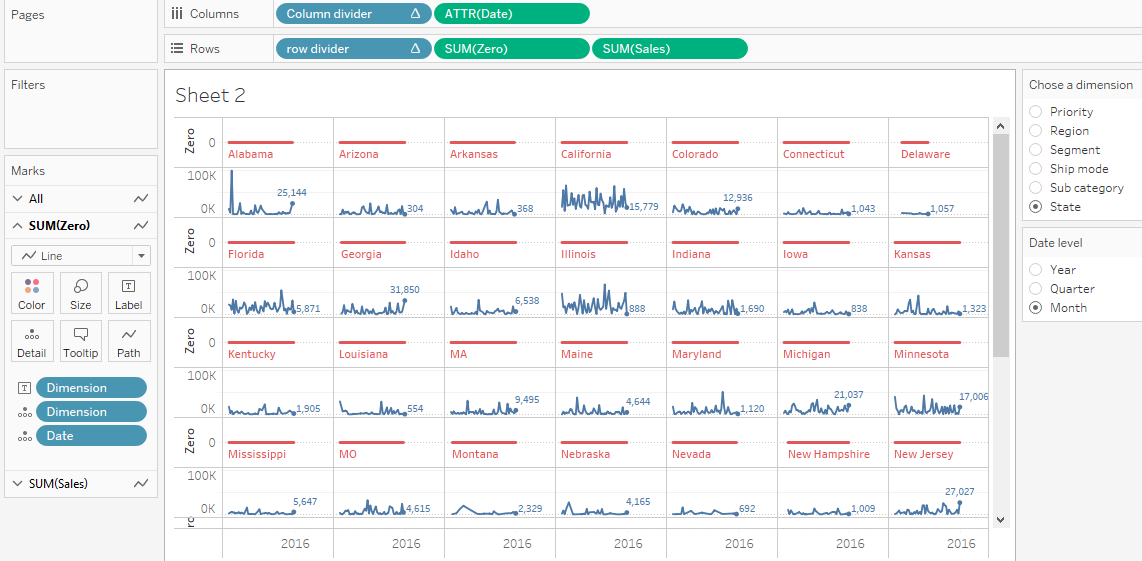 Pages
Columns
Column divider Δ
ATTR(Date)
Rows
row divider Δ
SUM(Zero)
SUM(Sales)
Filters
Marks
All
SUM(Zero)
Line
Color
Size
Label
Detail
Tooltip
Path
Dimension
Dimension
Date
SUM(Sales)
Sheet 2
Zero
0
Alabama Arizona Arkansas California Colorado Connecticut Delaware
100K
0K
25,144 304 368 15,779 12,936 1,043 1,057
Zero
0
Florida Georgia Idaho Illinois Indiana Iowa Kansas
100K
0K
5,871 31,850 6,538 888 1,690 838 1,323
Zero
0
Kentucky Louisiana MA Maine Maryland Michigan Minnesota
100K
0K
1,905 554 9,495 4,644 1,120 21,037 17,006
Zero
0
Mississippi MO Montana Nebraska Nevada New Hampshire New Jersey
100K
0K
5,647 4,615 2,329 4,165 692 1,009 27,027
2016 2016 2016 2016 2016 2016 2016
Chose a dimension
Priority
Region
Segment
Ship mode
Sub category
State
Date level
Year
Quarter
Month